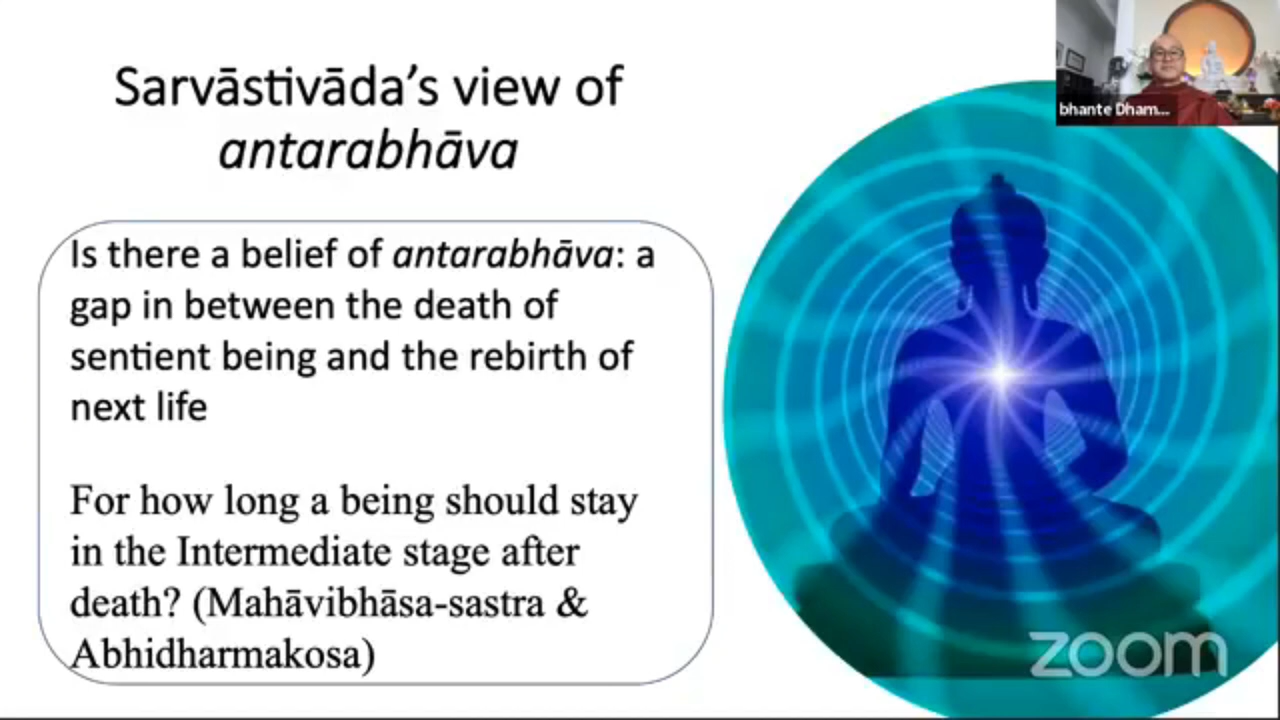 Sarvāstivāda's view of
antarabhāva
Is there a belief of antarabhāva: a
gap in between the death of
sentient being and the rebirth of
next life
For how long a being should stay
in the Intermediate stage after
death? (Mahāvibhāsa-sastra &
Abhidharmakosa)
bhante Dham...
zoom